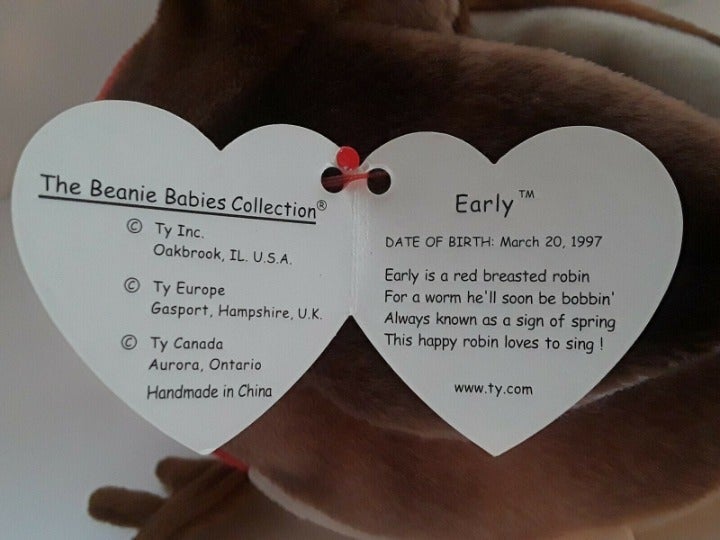 The Beanie Babies Collection®
© Ty Inc.
Oakbrook, IL. U.S.A.
© Ty Europe
Gasport, Hampshire, U.K.
© Ty Canada
Aurora, Ontario
Handmade in China
Early™
DATE OF BIRTH: March 20, 1997
Early is a red breasted robin
For a worm he'll soon be bobbin'
Always known as a sign of spring
This happy robin loves to sing !
www.ty.com